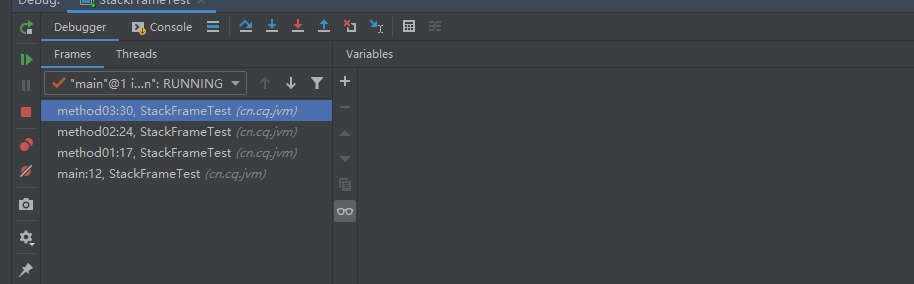 Debug: StackFrameTest ×
Debugger Console
Frames Threads Variables
"main"@1 i...n": RUNNING
method03:30, StackFrameTest (cn.cq.jvm)
method02:24, StackFrameTest (cn.cq.jvm)
method01:17, StackFrameTest (cn.cq.jvm)
main:12, StackFrameTest (cn.cq.jvm)